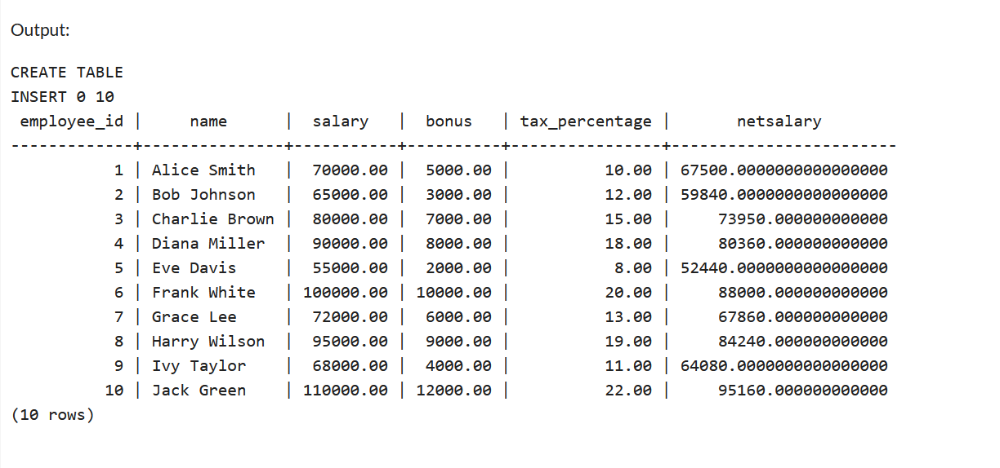 Output:
CREATE TABLE
INSERT 0 10
 employee_id |     name      |  salary   |  bonus   | tax_percentage |       netsalary
-------------+---------------+-----------+----------+----------------+------------------------
           1 | Alice Smith   |  70000.00 |  5000.00 |          10.00 | 67500.0000000000000000
           2 | Bob Johnson   |  65000.00 |  3000.00 |          12.00 | 59840.0000000000000000
           3 | Charlie Brown |  80000.00 |  7000.00 |          15.00 |     73950.000000000000
           4 | Diana Miller  |  90000.00 |  8000.00 |          18.00 |     80360.000000000000
           5 | Eve Davis     |  55000.00 |  2000.00 |           8.00 | 52440.0000000000000000
           6 | Frank White   | 100000.00 | 10000.00 |          20.00 |     88000.000000000000
           7 | Grace Lee     |  72000.00 |  6000.00 |          13.00 |     67860.000000000000
           8 | Harry Wilson  |  95000.00 |  9000.00 |          19.00 |     84240.000000000000
           9 | Ivy Taylor    |  68000.00 |  4000.00 |          11.00 | 64080.0000000000000000
          10 | Jack Green    | 110000.00 | 12000.00 |          22.00 |     95160.000000000000
(10 rows)